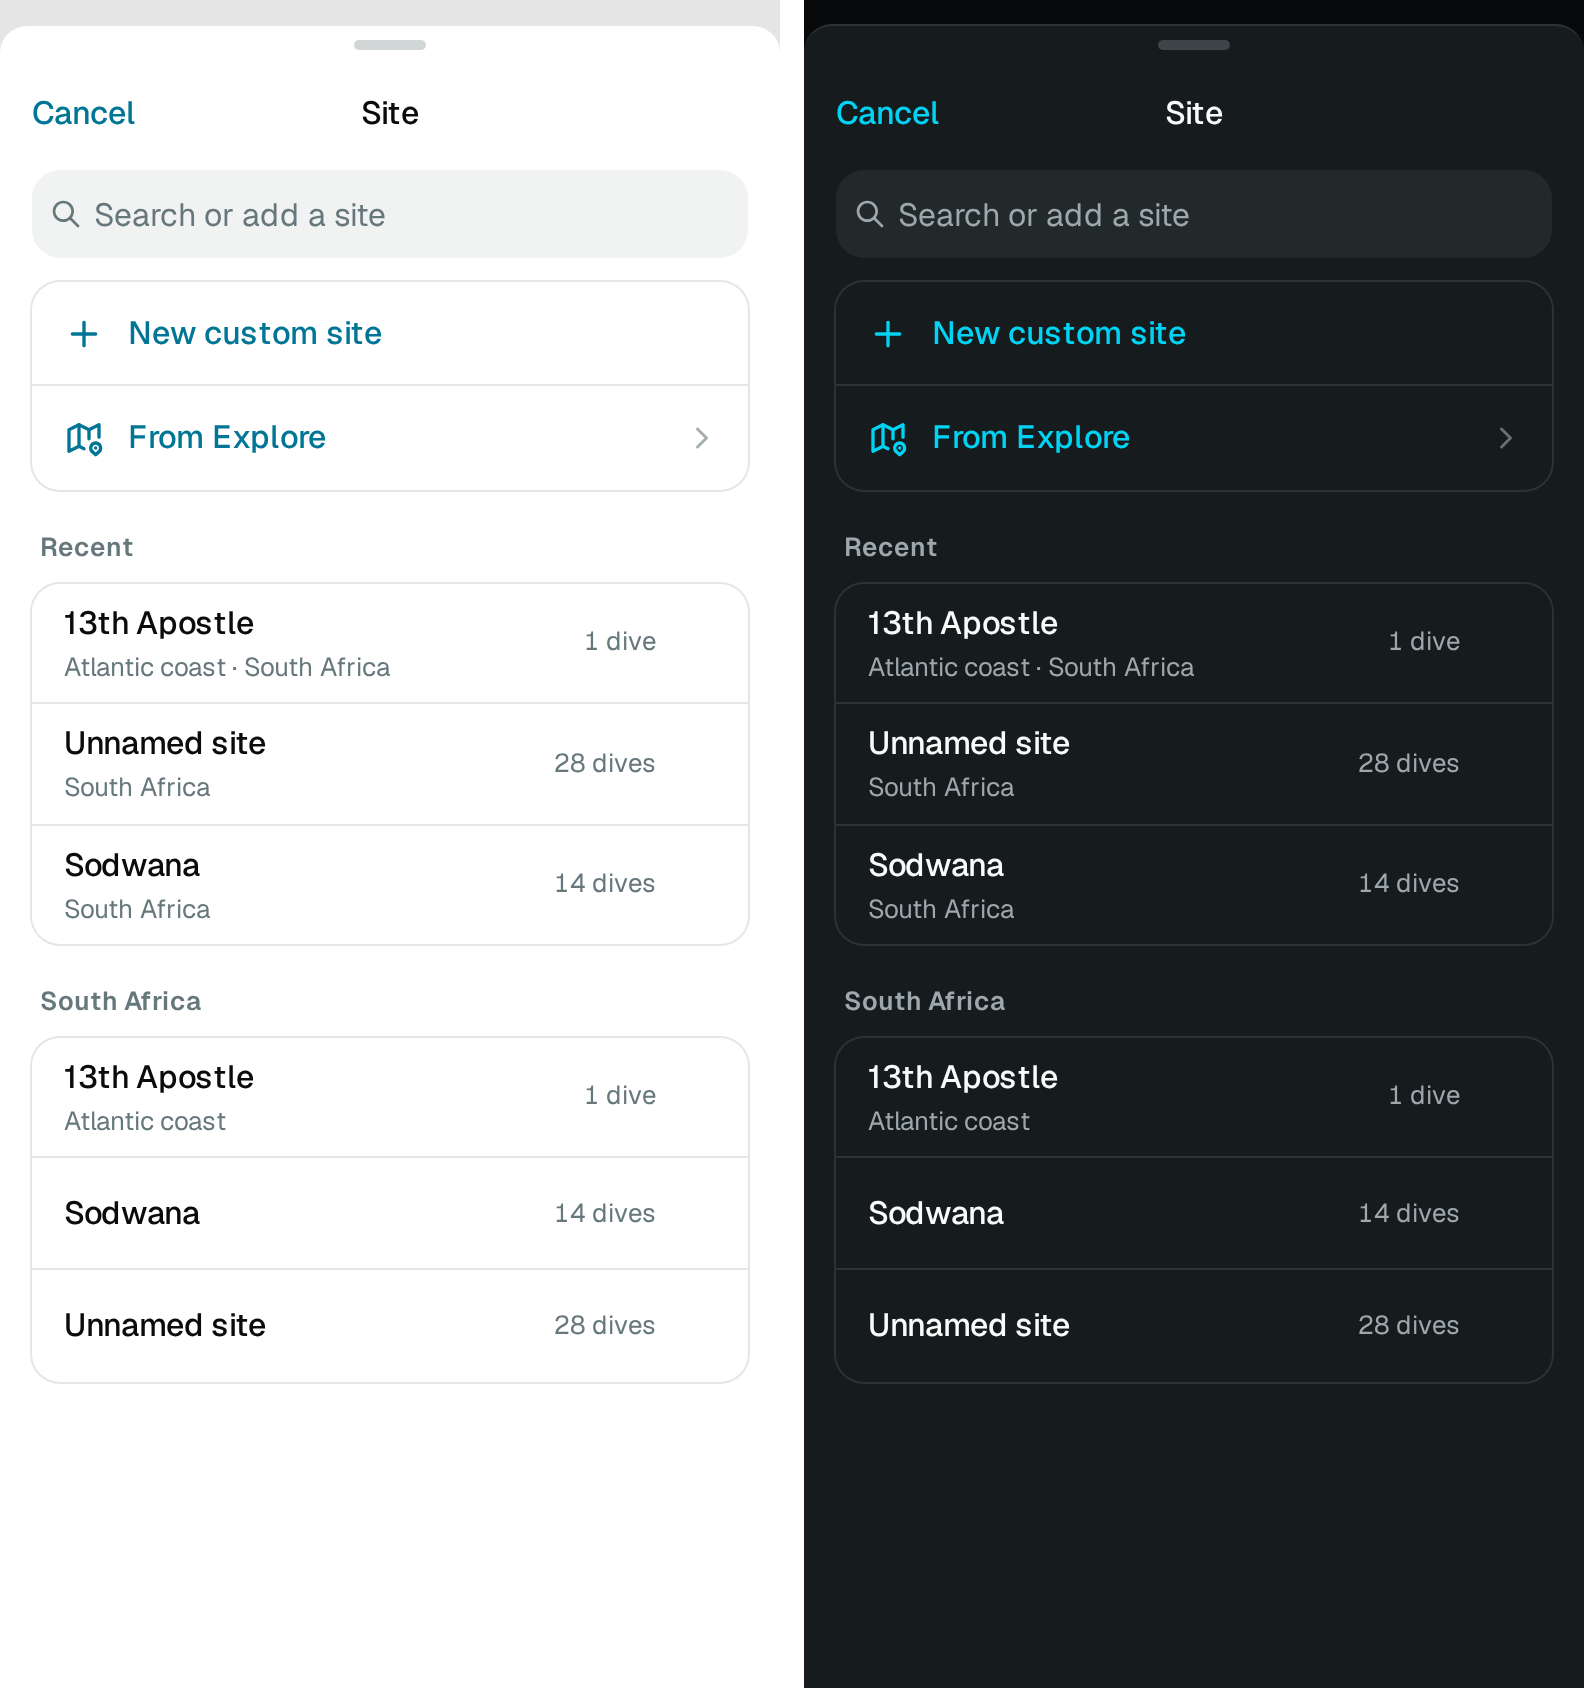 Cancel
Site
Search or add a site
New custom site
From Explore
Recent
13th Apostle
Atlantic coast · South Africa
1 dive
Unnamed site
South Africa
28 dives
Sodwana
South Africa
14 dives
South Africa
13th Apostle
Atlantic coast
1 dive
Sodwana
14 dives
Unnamed site
28 dives
Cancel
Site
Search or add a site
New custom site
From Explore
Recent
13th Apostle
Atlantic coast · South Africa
1 dive
Unnamed site
South Africa
28 dives
Sodwana
South Africa
14 dives
South Africa
13th Apostle
Atlantic coast
1 dive
Sodwana
14 dives
Unnamed site
28 dives